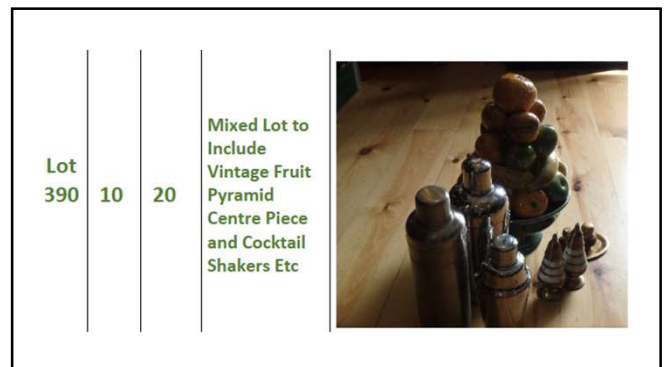 Lot
390
10
20
Mixed Lot to
Include
Vintage Fruit
Pyramid
Centre Piece
and Cocktail
Shakers Etc